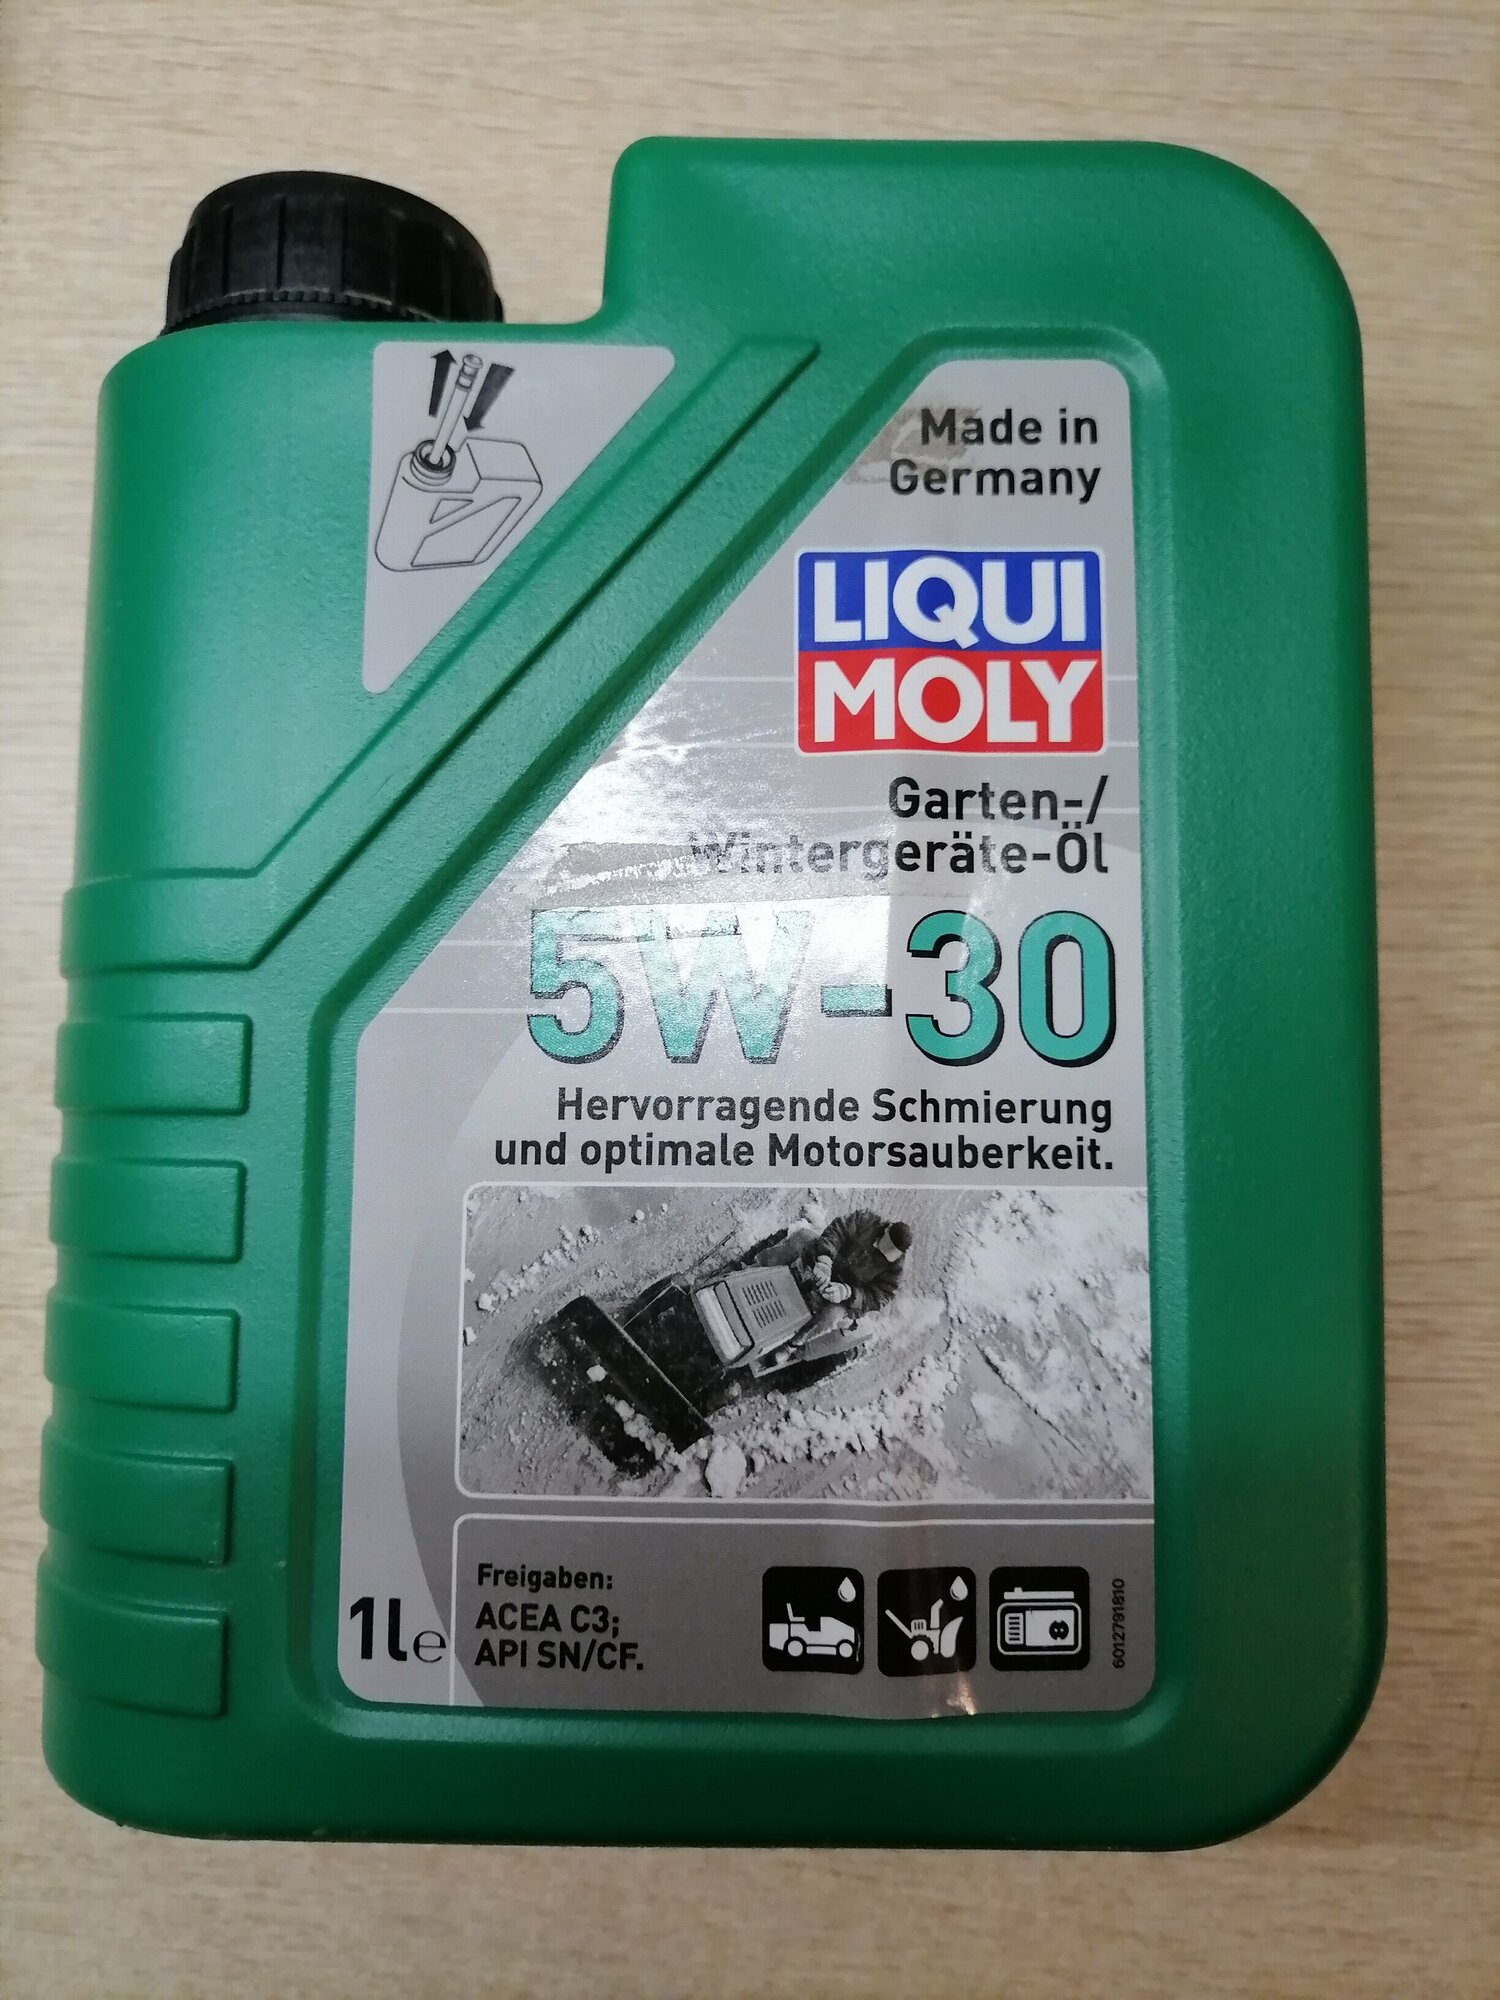 Made in
Germany
LIQUI
MOLY
Garten-/
Wintergeräte-Öl
5W-30
Hervorragende Schmierung
und optimale Motorsauberkeit.
1L e
Freigaben:
ACEA C3;
API SN/CF.
6012791810